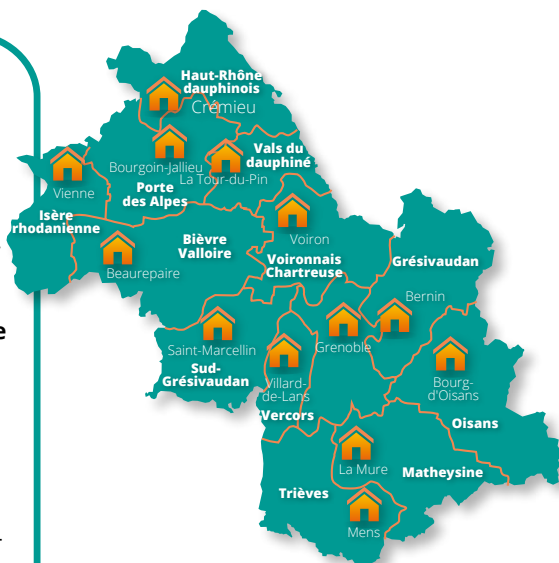 Haut-Rhône
dauphinois
Crémieu
Vals du
dauphiné
Bourgoin-Jallieu
La Tour-du-Pin
Vienne
Porte
des Alpes
Isère
rhodanienne
Bièvre
Valloire
Voiron
Voironnais
Chartreuse
Grésivaudan
Beaurepaire
Bernin
e
Saint-Marcellin
Grenoble
Sud-
Grésivaudan
Villard-
de-Lans
Bourg-
d'Oisans
Vercors
Oisans
La Mure
Matheysine
Trièves
Mens